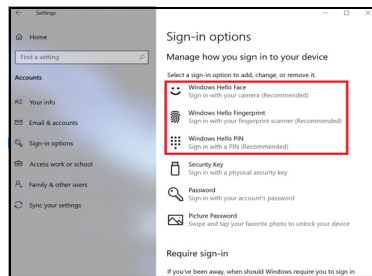 Settings
Home
Find a setting
Accounts
Your info
Email & accounts
Sign-in options
Access work or school
Family & other users
Sync your settings
Sign-in options
Manage how you sign in to your device
Select a sign-in option to add, change, or remove it.
Windows Hello Face
Sign in with your camera (Recommended)
Windows Hello Fingerprint
Sign in with your fingerprint scanner (Recommended)
Windows Hello PIN
Sign in with a PIN (Recommended)
Security Key
Sign in with a physical security key
Password
Sign in with your account's password
Picture Password
Swipe and tap your favorite photo to unlock your device
Require sign-in
If you've been away, when should Windows require you to sign in